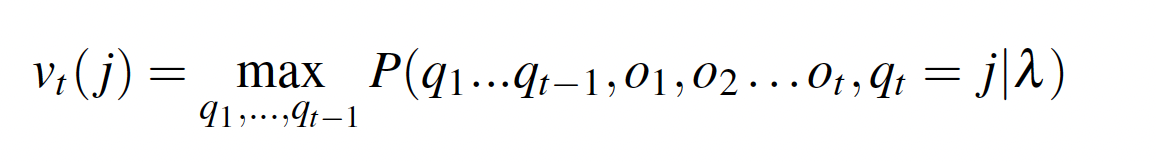 v_t(j) = max_{q_1,...,q_{t−1}} P(q_1...q_{t−1}, o_1, o_2 ... o_t, q_t = j|λ)